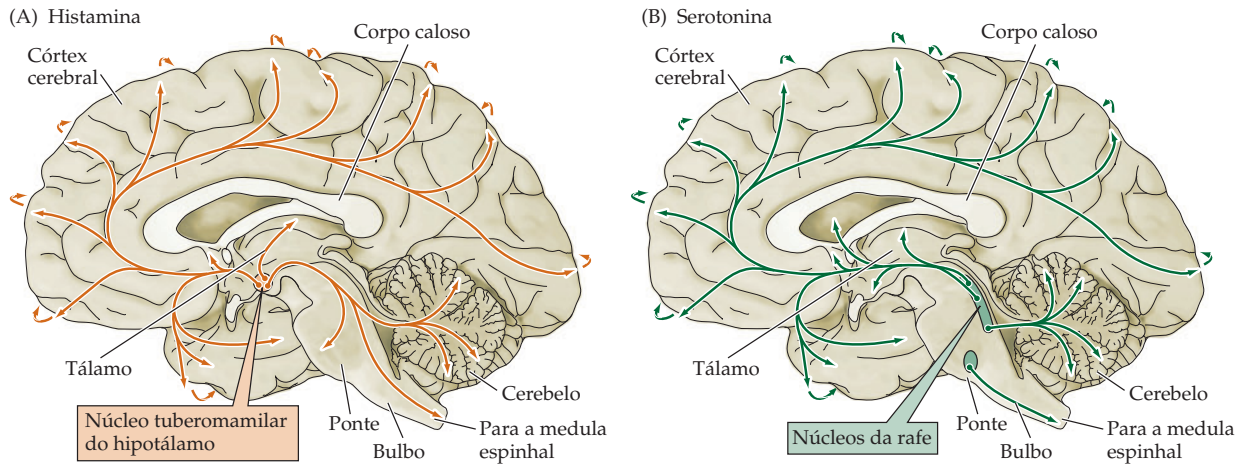 (A) Histamina
Corpo caloso
Córtex
cerebral
Tálamo
Núcleo tuberomamilar
do hipotálamo
Ponte
Bulbo
Cerebelo
Para a medula
espinhal
(B) Serotonina
Corpo caloso
Córtex
cerebral
Tálamo
Núcleos da rafe
Ponte
Bulbo
Cerebelo
Para a medula
espinhal